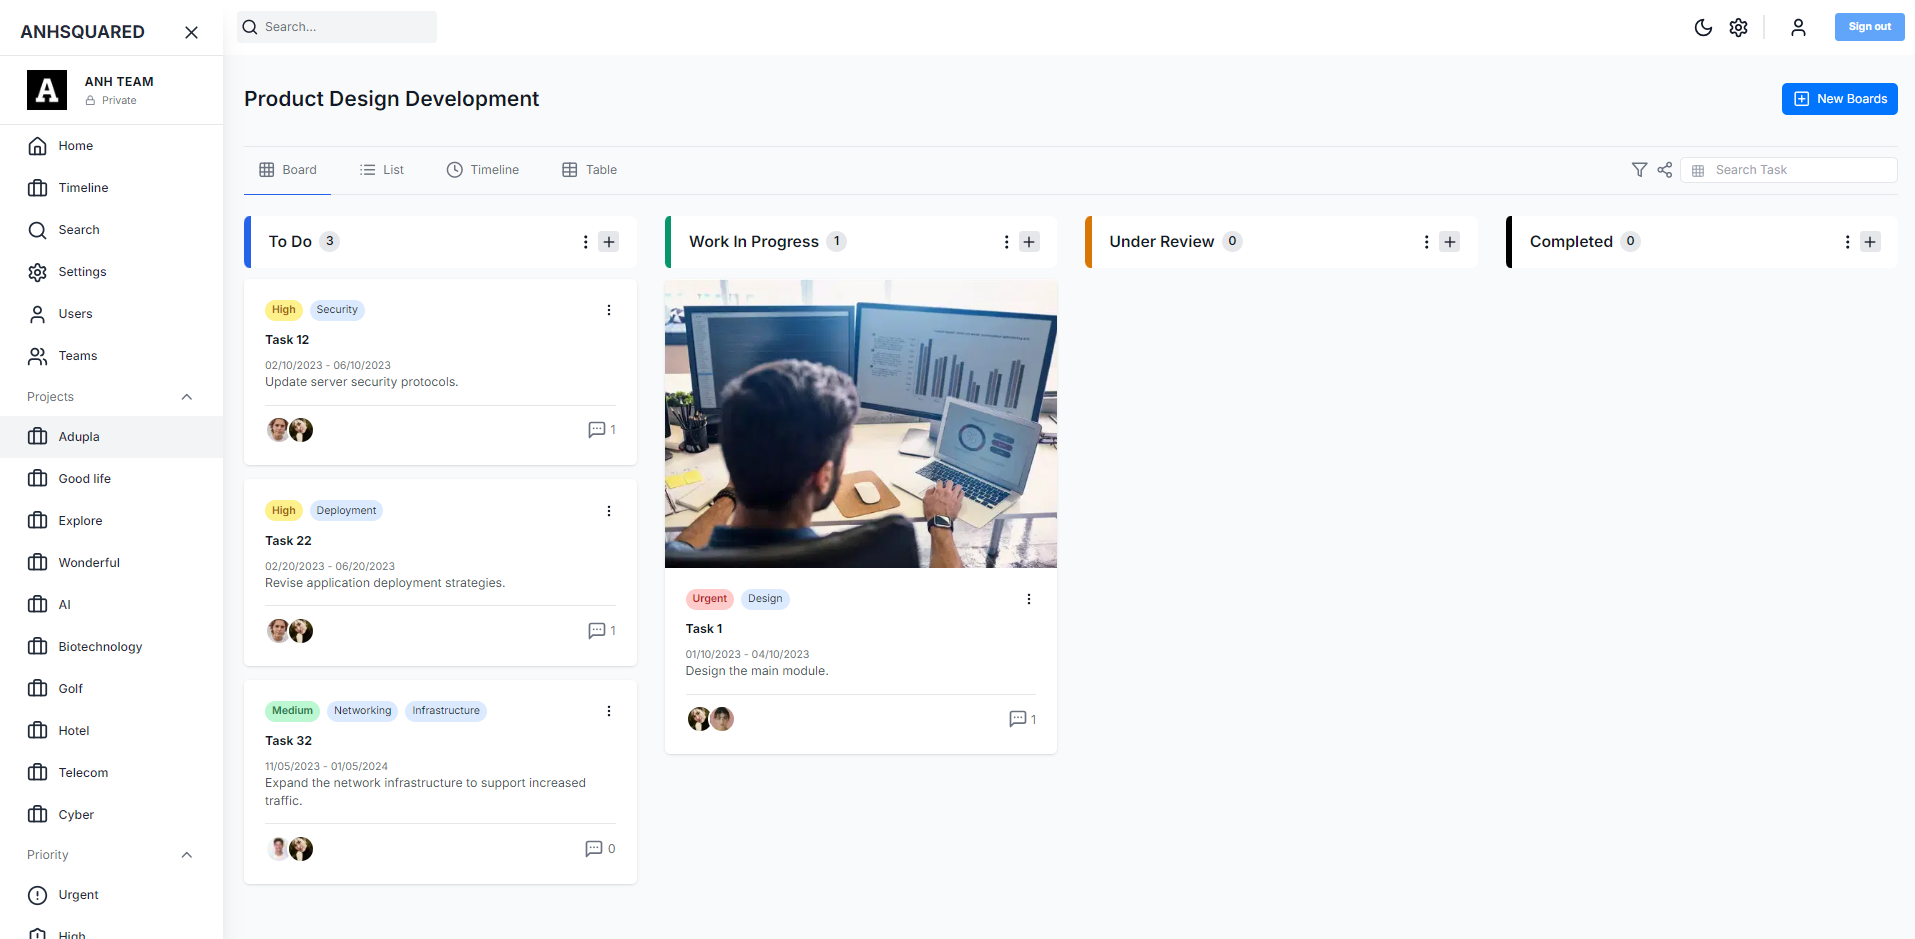 ANHSQUARED
ANH TEAM
Private
Home
Timeline
Search
Settings
Users
Teams
Projects
Adupla
Good life
Explore
Wonderful
AI
Biotechnology
Golf
Hotel
Telecom
Cyber
Priority
Urgent
High
Search...
Sign out
Product Design Development
New Boards
Board List Timeline Table
Search Task
To Do 3
High Security
Task 12
02/10/2023 - 06/10/2023
Update server security protocols.
1
High Deployment
Task 22
02/20/2023 - 06/20/2023
Revise application deployment strategies.
1
Medium Networking Infrastructure
Task 32
11/05/2023 - 01/05/2024
Expand the network infrastructure to support increased
traffic.
0
Work In Progress 1
Urgent Design
Task 1
01/10/2023 - 04/10/2023
Design the main module.
1
Under Review 0
Completed 0